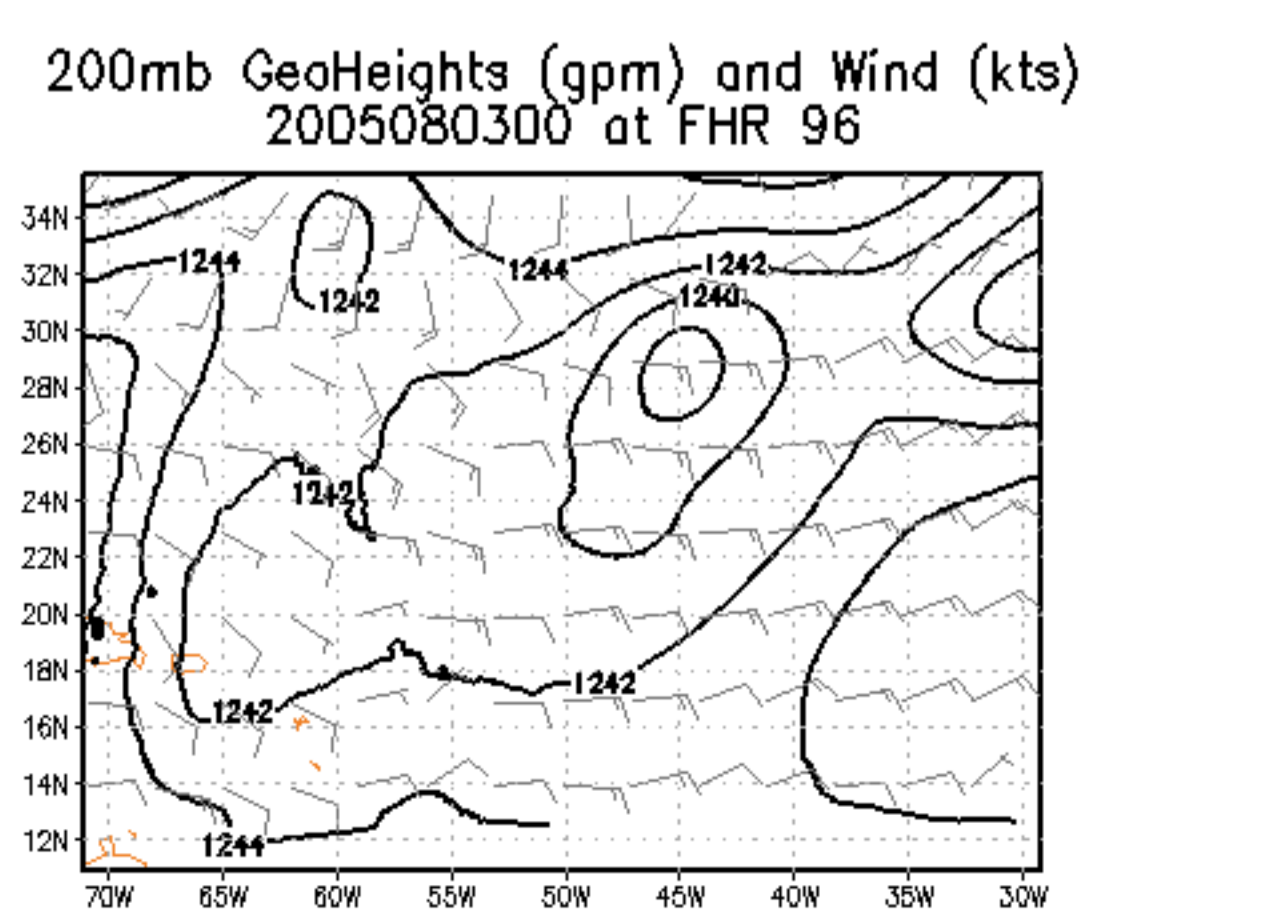 200mb GeoHeights (gpm) and Wind (kts)
2005080300 at FHR 96
34N
32N
30N
28N
26N
24N
22N
20N
18N
16N
14N
12N
1244
1242
1244
1242
1240
1242
1242
1242
1244
70W 65W 60W 55W 50W 45W 40W 35W 30W